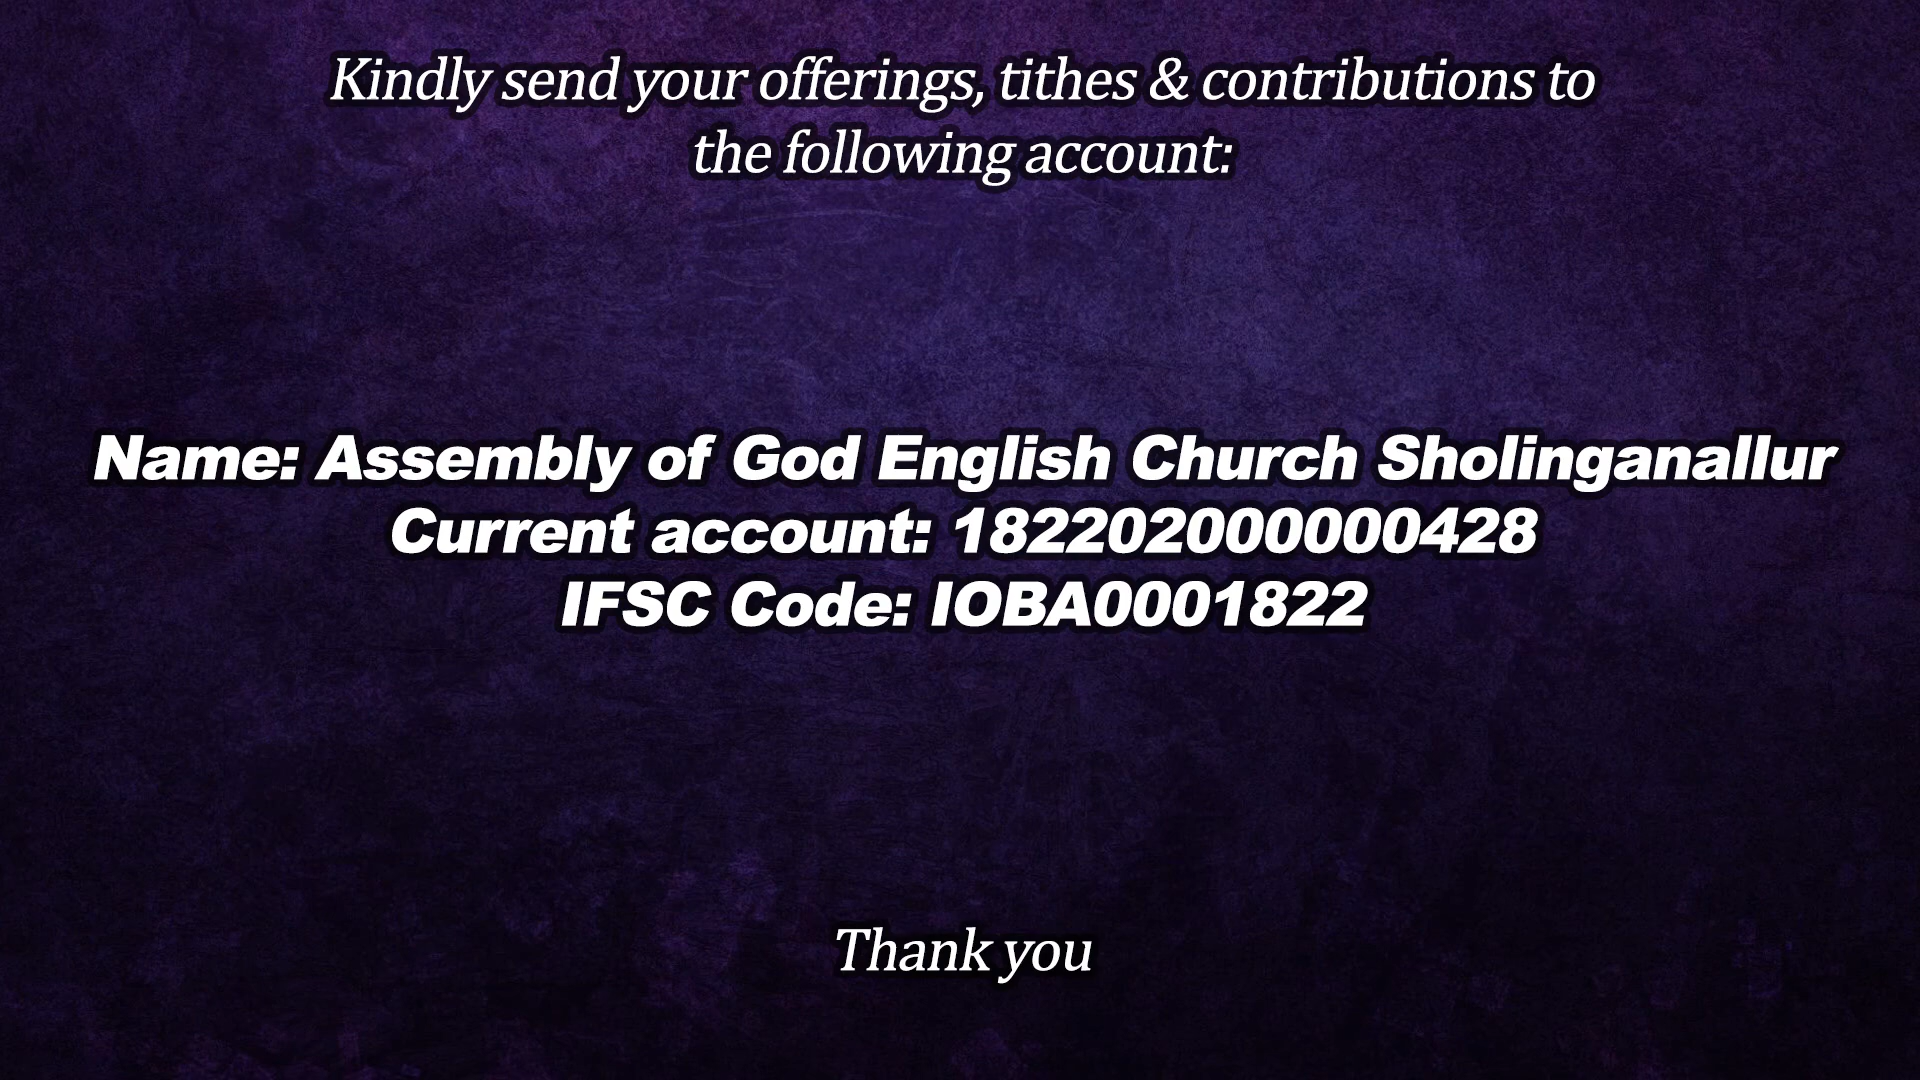 Kindly send your offerings, tithes & contributions to
the following account:
Name: Assembly of God English Church Sholinganallur
Current account: 182202000000428
IFSC Code: IOBA0001822
Thank you